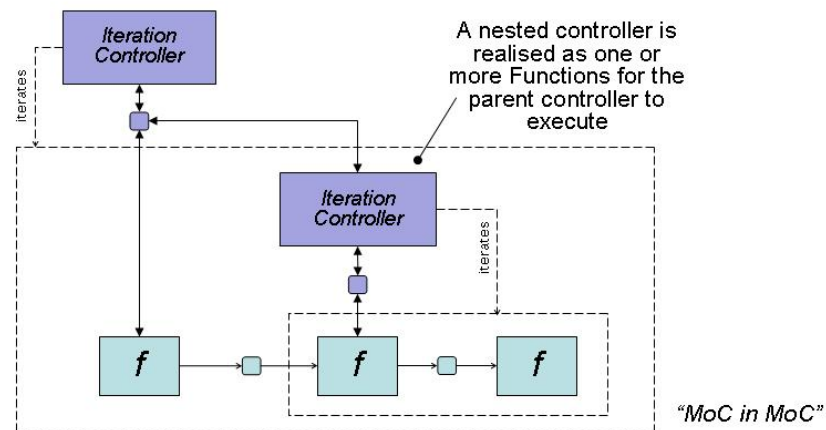 Iteration
Controller
A nested controller is
realised as one or
more Functions for the
parent controller to
execute
iterates
Iteration
Controller
iterates
f
f
f
“MoC in MoC”